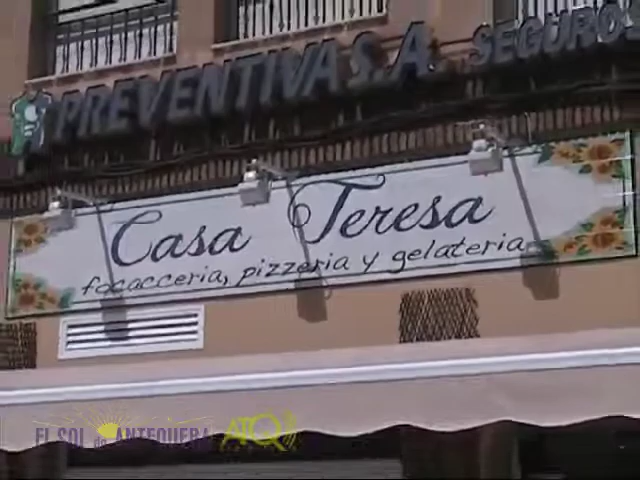 PREVENTIVA S.A. SEGUROS
Casa Teresa
focacceria, pizzeria y gelateria
EL SOL de ANTEQUERA ATQ